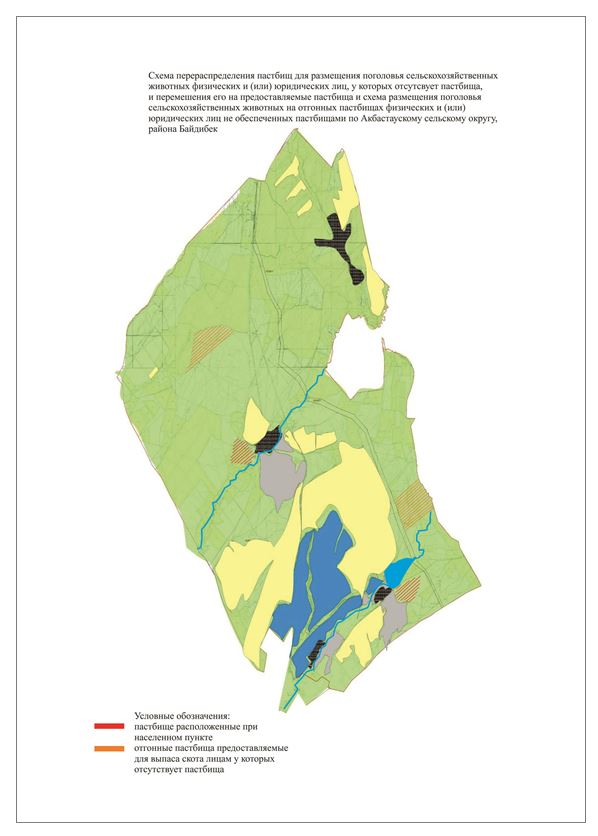 Схема перераспределения пастбищ для размещения поголовья сельскохозяйственных
животных физических и (или) юридических лиц, у которых отсутсвует пастбища,
и перемешения его на предоставляемые пастбища и схема размещения поголовья
сельскохозяйственных животных на отгонных пастбищах физических и (или)
юридических лиц не обеспеченных пастбищами по Акбастаускому сельскому округу,
района Байдибек
Условные обозначения:
пастбище расположенные при
населенном пункте
отгонные пастбища предоставляемые
для выпаса скота лицам у которых
отсутствует пастбища